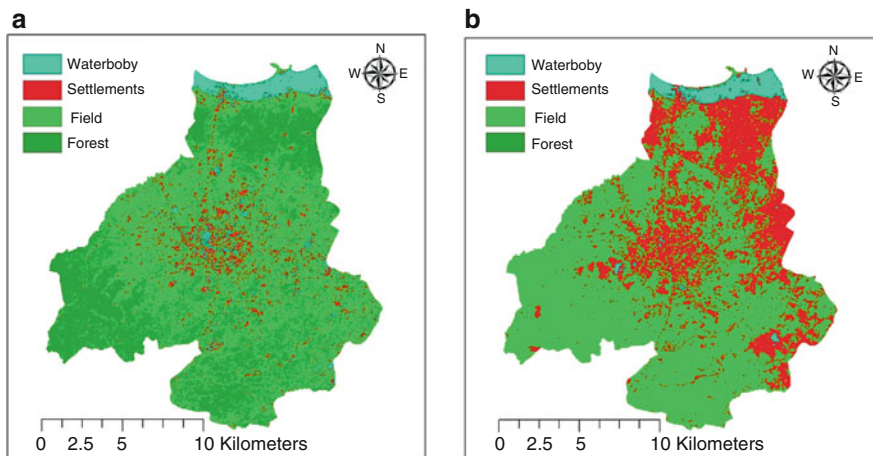 a
Waterboby
Settlements
Field
Forest
N
W E
S
0 2.5 5 10 Kilometers
b
Waterboby
Settlements
Field
Forest
N
W E
S
0 2.5 5 10 Kilometers